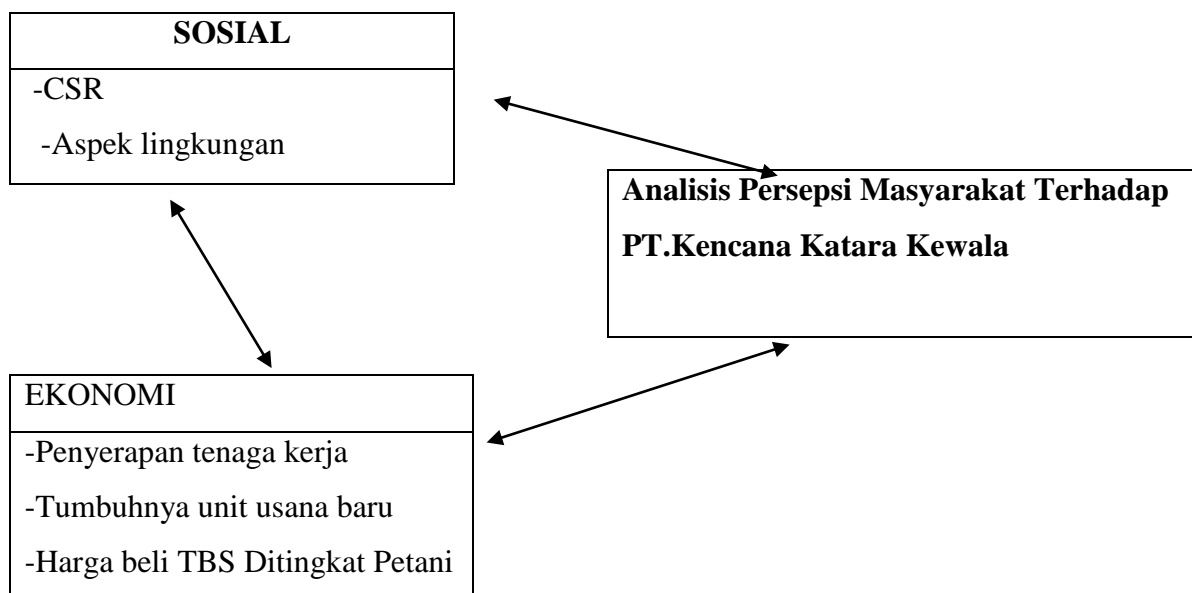 SOSIAL
-CSR
-Aspek lingkungan
Analisis Persepsi Masyarakat Terhadap
PT.Kencana Katara Kewala
EKONOMI
-Penyerapan tenaga kerja
-Tumbuhnya unit usana baru
-Harga beli TBS Ditingkat Petani